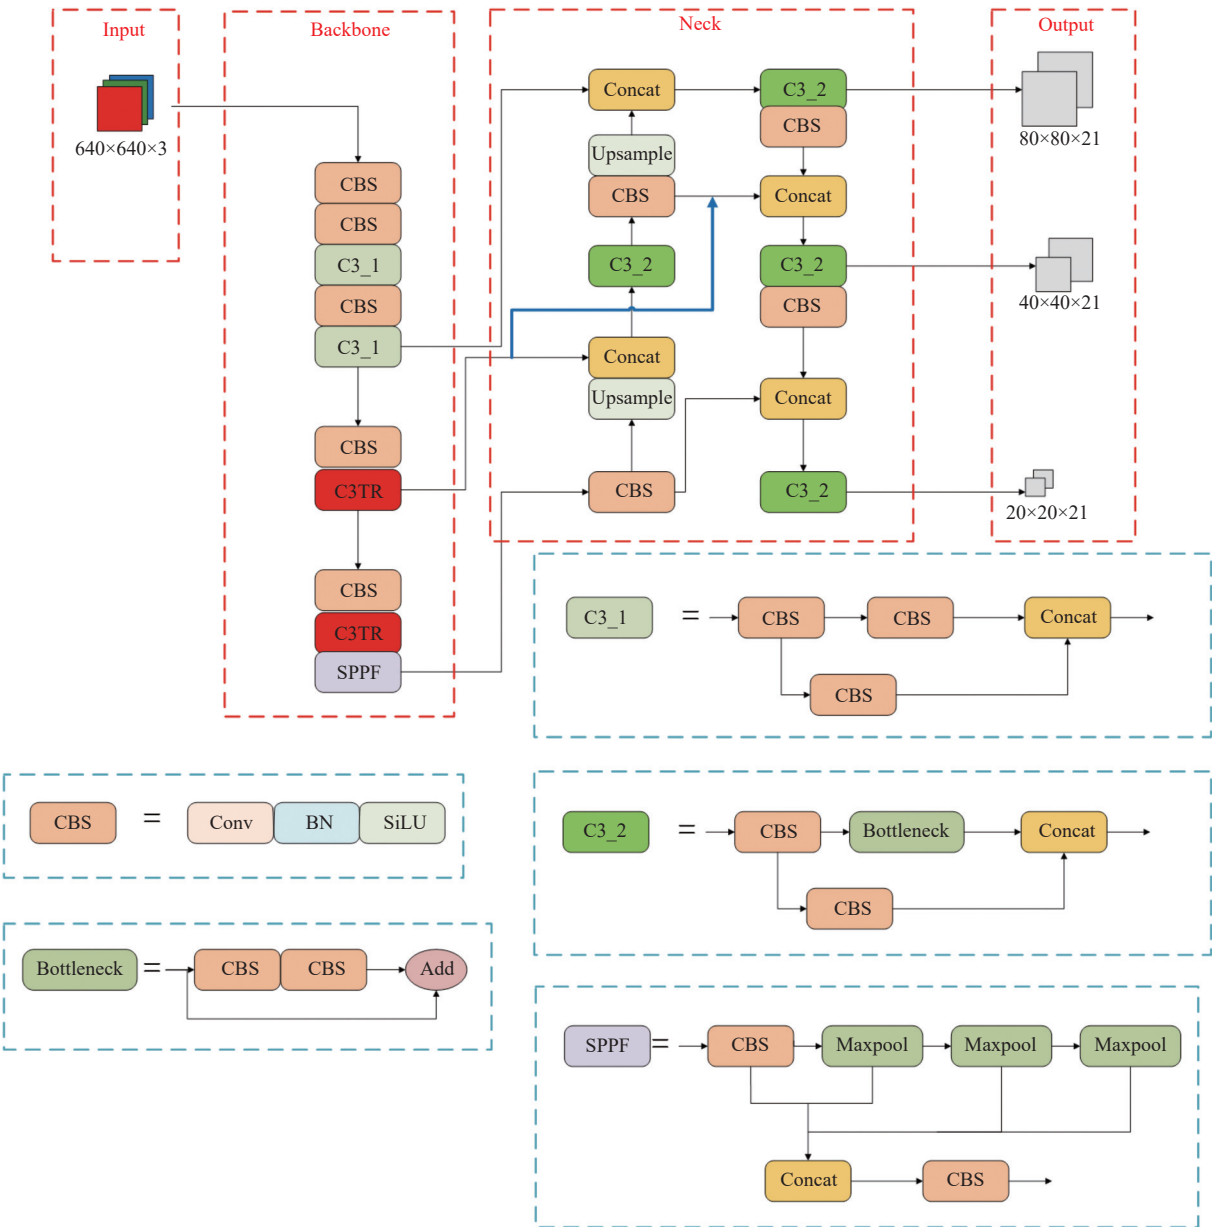 Input
640×640×3
Backbone
CBS
CBS
C3_1
CBS
C3_1
CBS
C3TR
CBS
C3TR
SPPF
Neck
Concat
Upsample
CBS
C3_2
Concat
Upsample
CBS
C3_2
CBS
Concat
C3_2
CBS
Concat
C3_2
Output
80×80×21
40×40×21
20×20×21
C3_1 = CBS CBS Concat
CBS
CBS = Conv BN SiLU
C3_2 = CBS Bottleneck Concat
CBS
Bottleneck = CBS CBS Add
SPPF = CBS Maxpool Maxpool Maxpool
Concat CBS